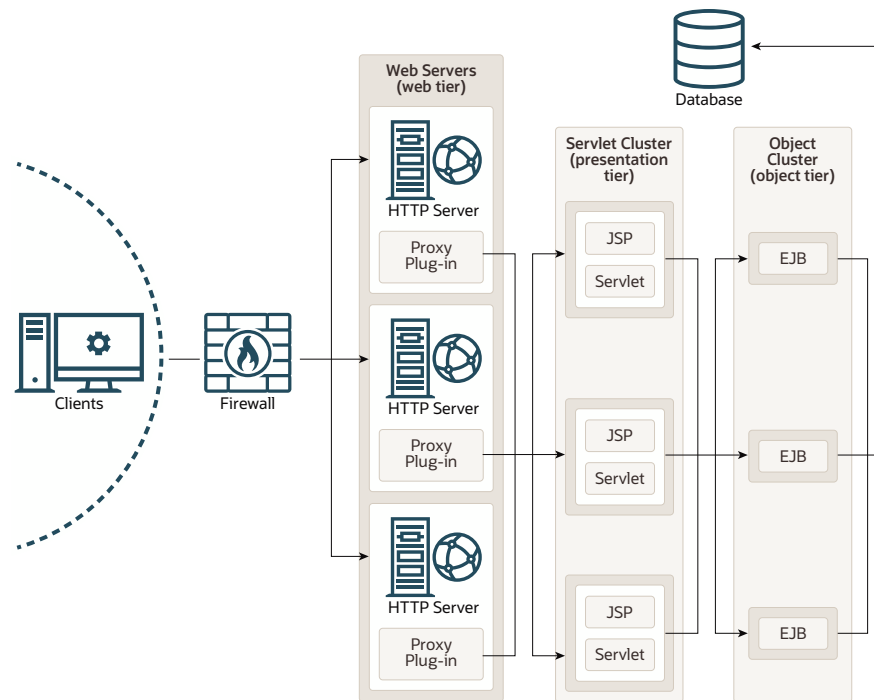 Database
Web Servers
(web tier)
HTTP Server
Proxy
Plug-in
HTTP Server
Proxy
Plug-in
HTTP Server
Proxy
Plug-in
Clients
Firewall
Servlet Cluster
(presentation
tier)
JSP
Servlet
JSP
Servlet
JSP
Servlet
Object
Cluster
(object tier)
EJB
EJB
EJB